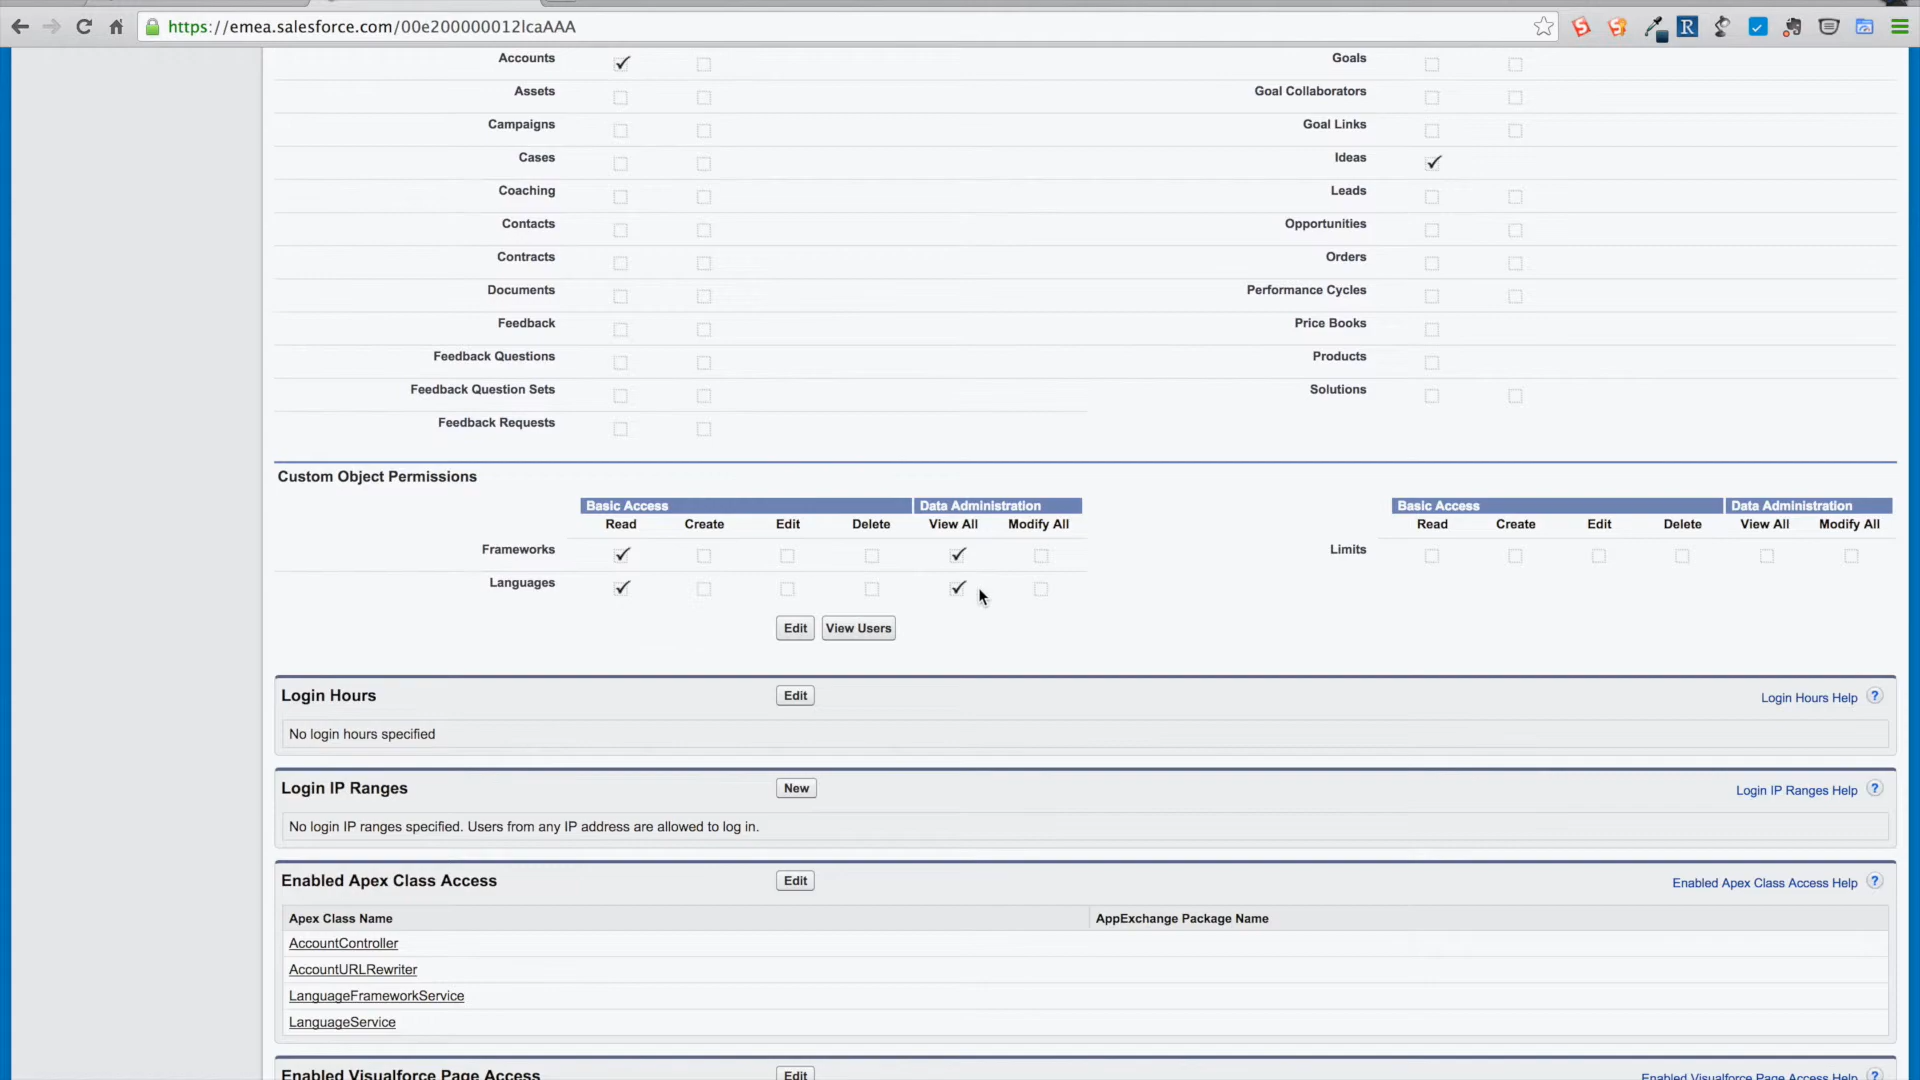 https://emea.salesforce.com/00e200000012lcaAAA
Accounts
Goals
Assets
Goal Collaborators
Campaigns
Goal Links
Cases
Ideas
Coaching
Leads
Contacts
Opportunities
Contracts
Orders
Documents
Performance Cycles
Feedback
Price Books
Feedback Questions
Products
Feedback Question Sets
Solutions
Feedback Requests
Custom Object Permissions
Basic Access Data Administration
Basic Access Data Administration
Read Create Edit Delete View All Modify All
Read Create Edit Delete View All Modify All
Frameworks
Limits
Languages
Edit View Users
Login Hours Edit Login Hours Help ?
No login hours specified
Login IP Ranges New Login IP Ranges Help ?
No login IP ranges specified. Users from any IP address are allowed to log in.
Enabled Apex Class Access Edit Enabled Apex Class Access Help ?
Apex Class Name AppExchange Package Name
AccountController
AccountURLRewriter
LanguageFrameworkService
LanguageService
Enabled Visualforce Page Access Edit Enabled Visualforce Page Access Help ?